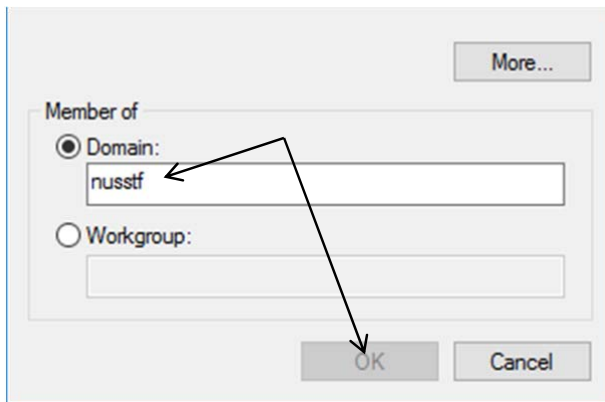 More...
Member of
Domain:
nusstf
Workgroup:
OK
Cancel